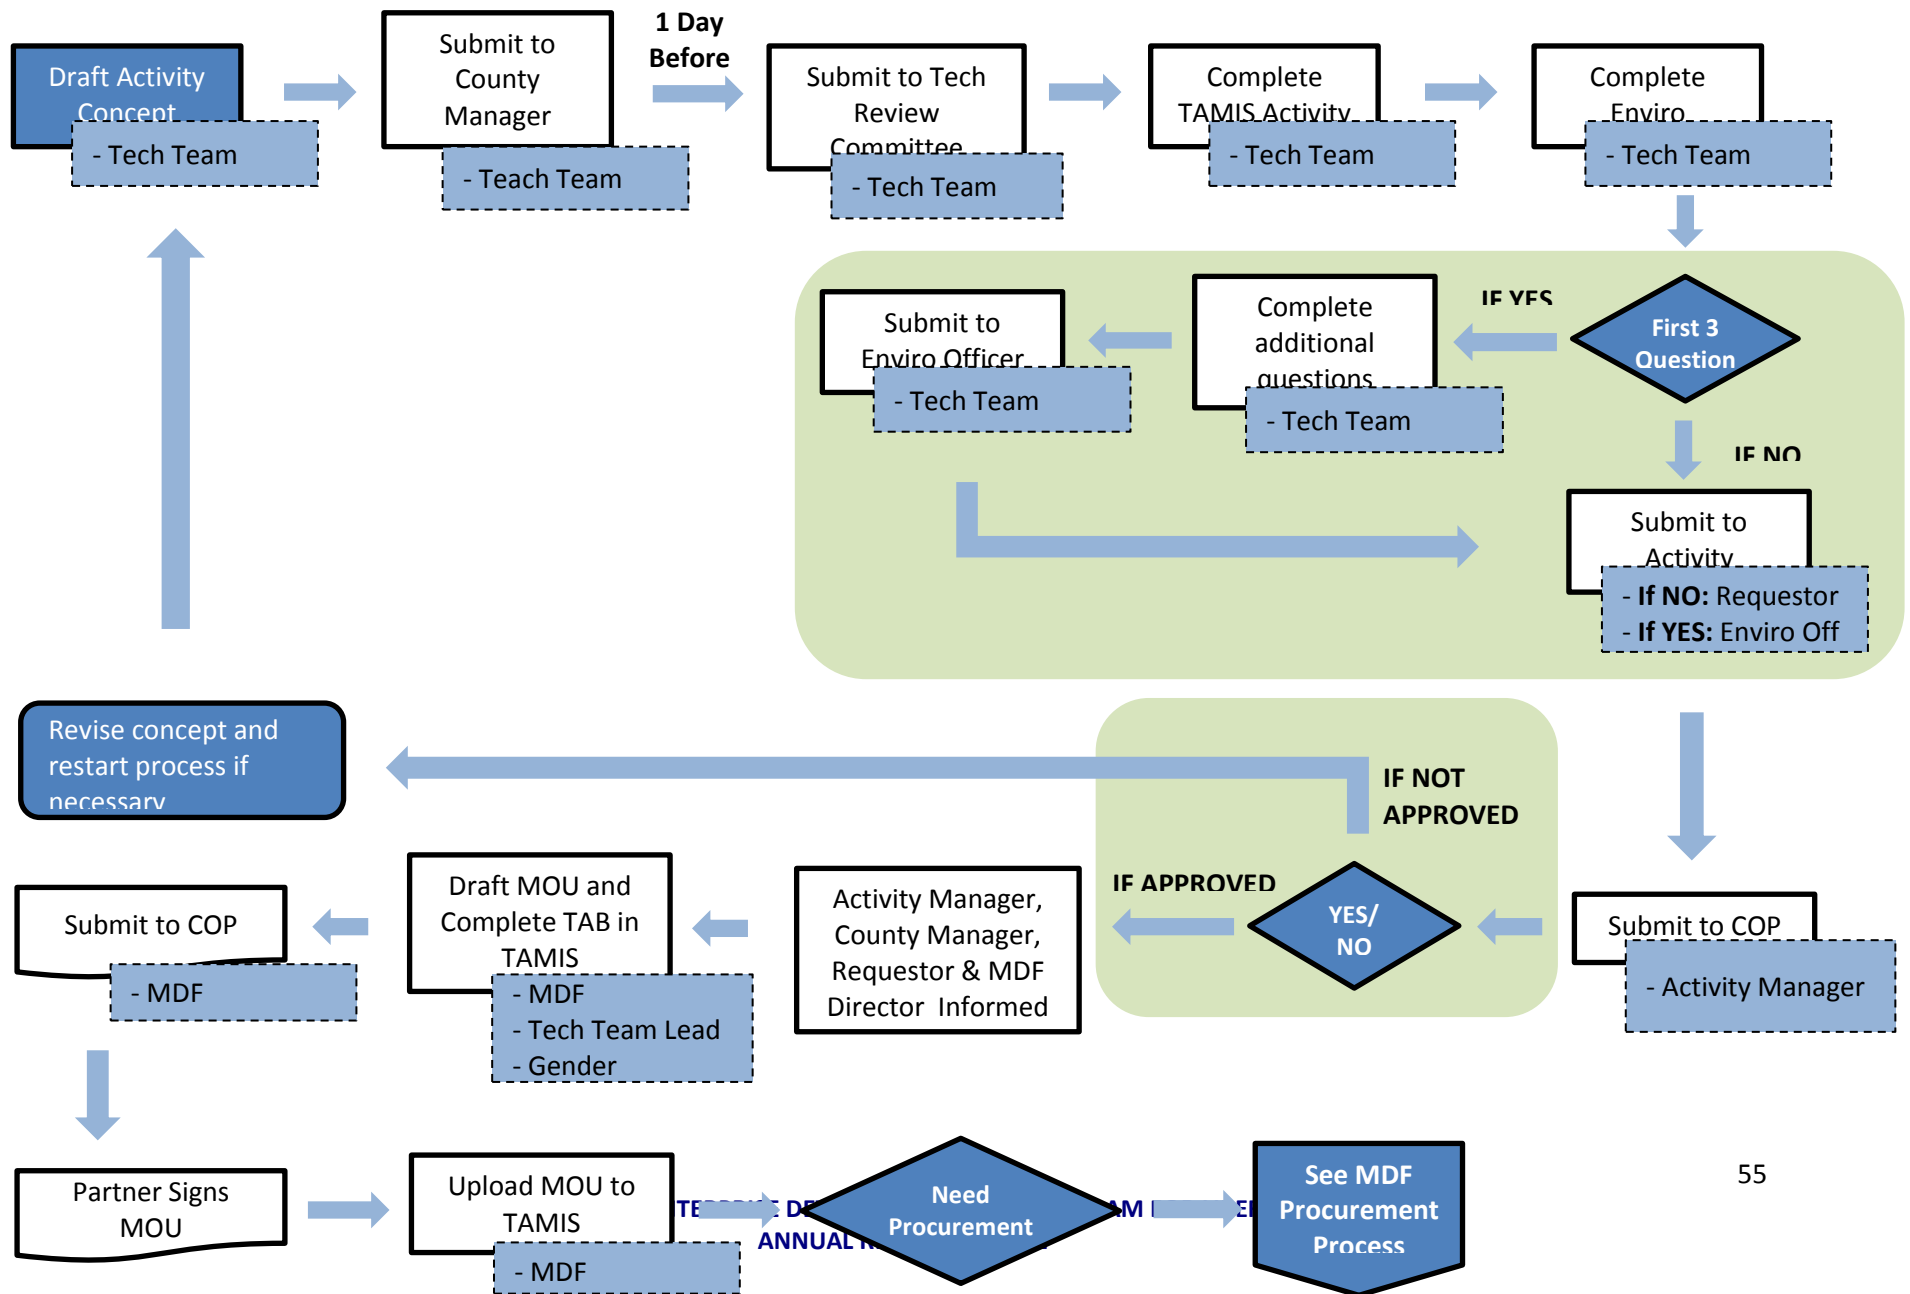 Draft Activity
Concept
- Tech Team
Submit to
County
Manager
- Teach Team
1 Day
Before
Submit to Tech
Review
Committee
- Tech Team
Complete
TAMIS Activity
- Tech Team
Complete
Enviro
- Tech Team
First 3
Question
IF YES
Complete
additional
questions
- Tech Team
Submit to
Enviro Officer
- Tech Team
IF NO
Submit to
Activity
- If NO: Requestor
- If YES: Enviro Off
Revise concept and
restart process if
necessary
IF NOT
APPROVED
Submit to COP
- Activity Manager
YES/
NO
IF APPROVED
Activity Manager,
County Manager,
Requestor & MDF
Director Informed
Draft MOU and
Complete TAB in
TAMIS
- MDF
- Tech Team Lead
- Gender
Submit to COP
- MDF
Partner Signs
MOU
Upload MOU to
TAMIS
- MDF
Need
Procurement
See MDF
Procurement
Process
55
ANNUAL